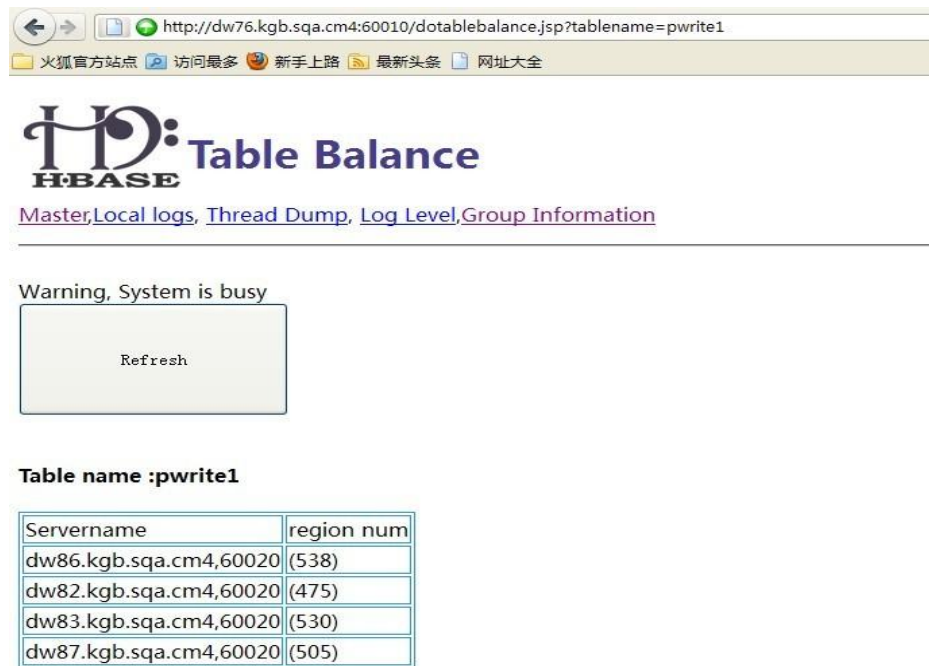 http://dw76.kgb.sqa.cm4:60010/dotablebalance.jsp?tablename=pwrite1
火狐官方站点 访问最多 新手上路 最新头条 网址大全
H·BASE
Table Balance
Master,Local logs, Thread Dump, Log Level,Group Information
Warning, System is busy
Refresh
Table name :pwrite1
Servername region num
dw86.kgb.sqa.cm4,60020 (538)
dw82.kgb.sqa.cm4,60020 (475)
dw83.kgb.sqa.cm4,60020 (530)
dw87.kgb.sqa.cm4,60020 (505)